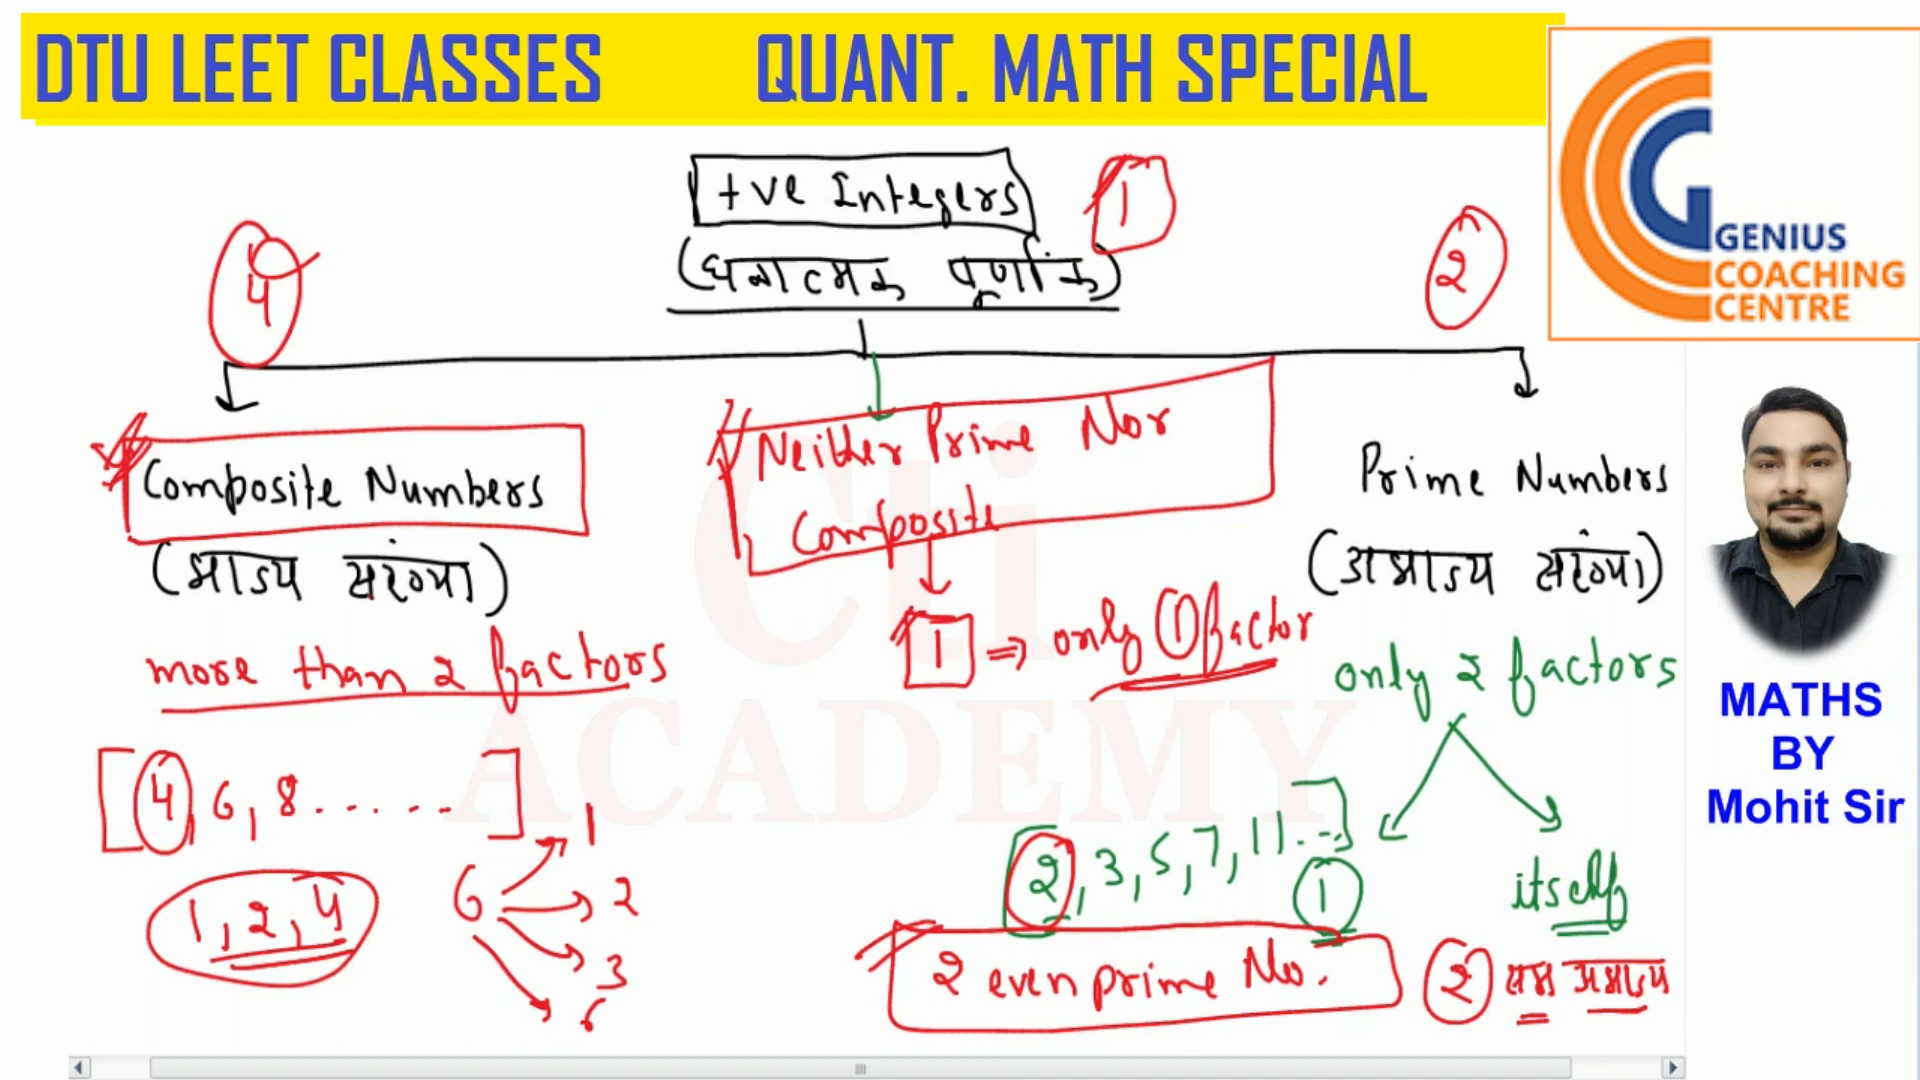 DTU LEET CLASSES QUANT. MATH SPECIAL
GENIUS
COACHING
CENTRE
+ve Integers
1
(धनात्मक पूर्णांक)
4
2
Composite Numbers
(भाज्य संख्या)
more than 2 factors
[4, 6, 8......]
1, 2, 4
6
1
2
3
6
Neither Prime Nor
Composite
1 ⇒ only 1 factor
Prime Numbers
(अभाज्य संख्या)
only 2 factors
[2, 3, 5, 7, 11...]
1
itself
2 even prime No.
2 सम अभाज्य
Cti
ACADEMY
MATHS
BY
Mohit Sir